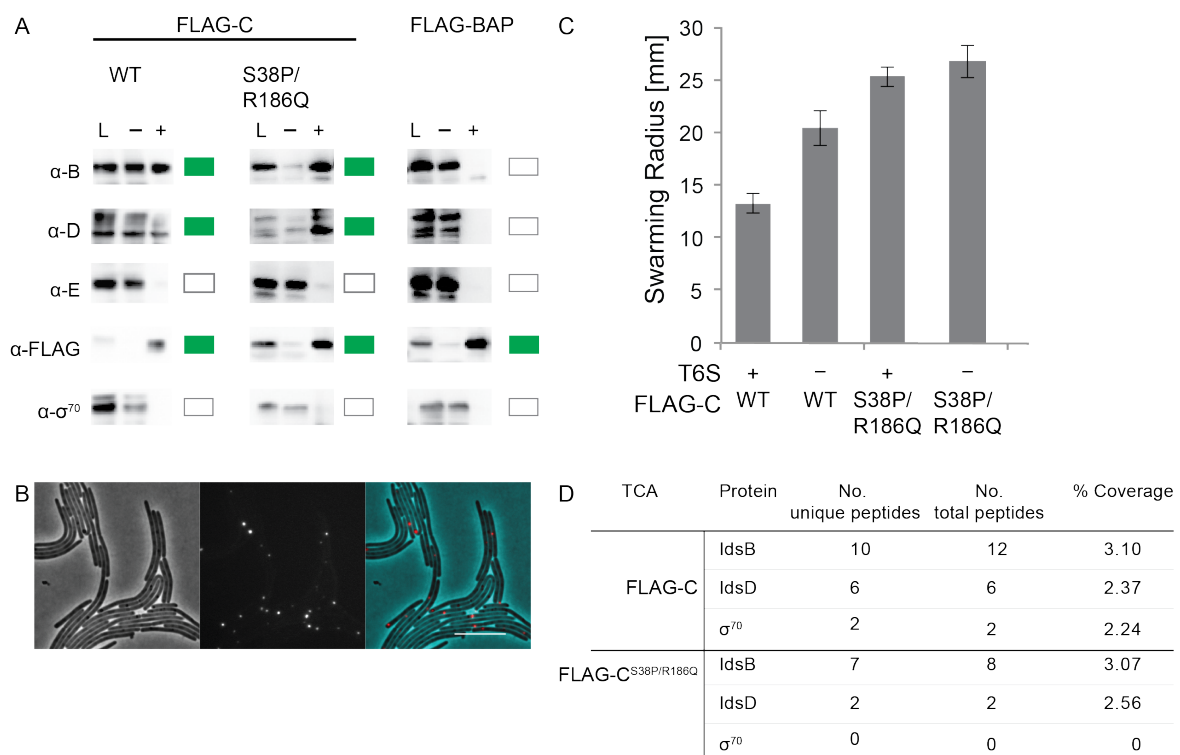 A
FLAG-C
FLAG-BAP
WT
S38P/
R186Q
L − +
L − +
L − +
α-B
α-D
α-E
α-FLAG
α-σ⁷⁰
B
C
Swarming Radius [mm]
30
25
20
15
10
5
0
T6S + − + −
FLAG-C WT WT S38P/ S38P/
R186Q R186Q
D
TCA Protein No. No. % Coverage
unique peptides total peptides
FLAG-C
IdsB 10 12 3.10
IdsD 6 6 2.37
σ⁷⁰ 2 2 2.24
FLAG-C^S38P/R186Q
IdsB 7 8 3.07
IdsD 2 2 2.56
σ⁷⁰ 0 0 0